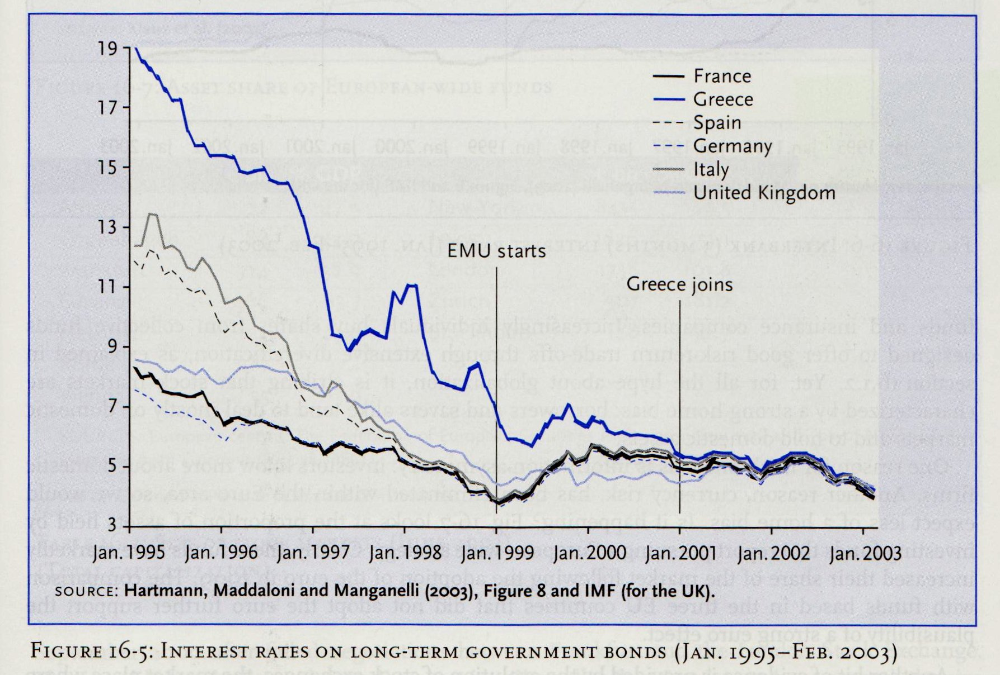 19
17
15
13
11
9
7
5
3
France
Greece
Spain
Germany
Italy
United Kingdom
EMU starts
Greece joins
Jan.1995 Jan.1996 Jan.1997 Jan.1998 Jan.1999 Jan.2000 Jan.2001 Jan.2002 Jan.2003
SOURCE: Hartmann, Maddaloni and Manganelli (2003), Figure 8 and IMF (for the UK).
FIGURE 16-5: INTEREST RATES ON LONG-TERM GOVERNMENT BONDS (JAN. 1995–FEB. 2003)